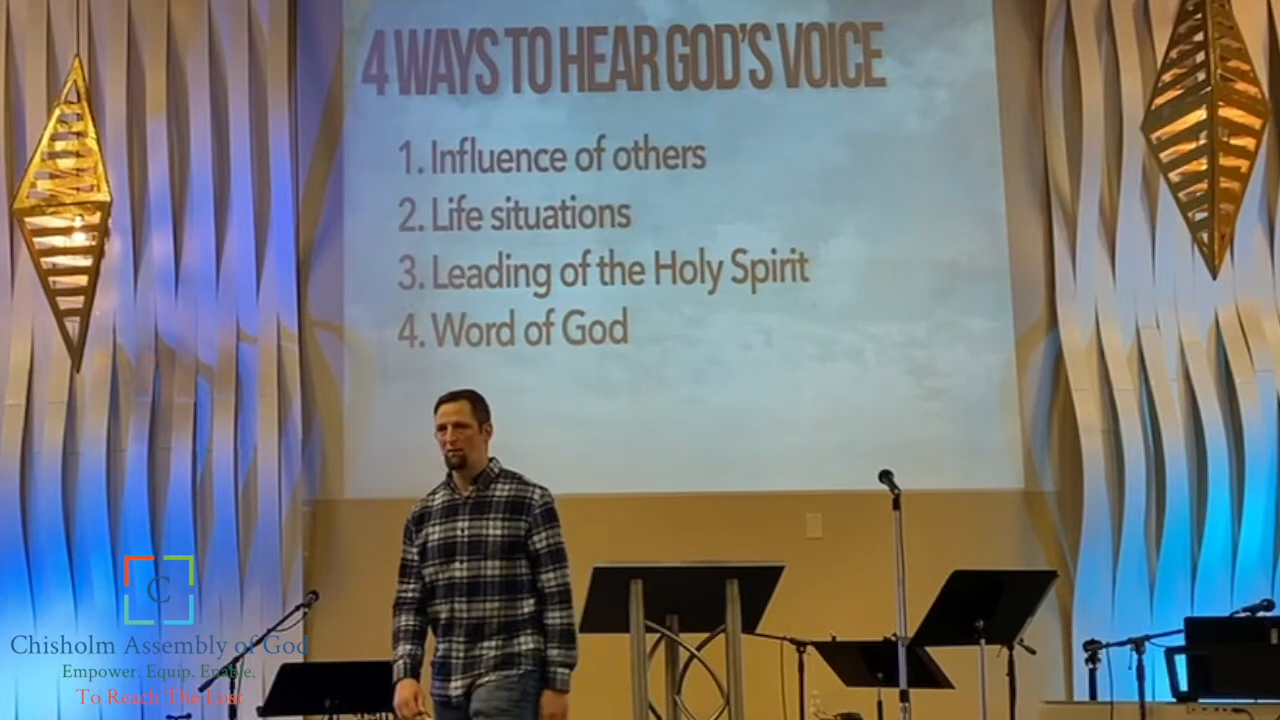 4 WAYS TO HEAR GOD'S VOICE
1. Influence of others
2. Life situations
3. Leading of the Holy Spirit
4. Word of God
C
Chisholm Assembly of God
Empower. Equip. Enable.
To Reach The Lost